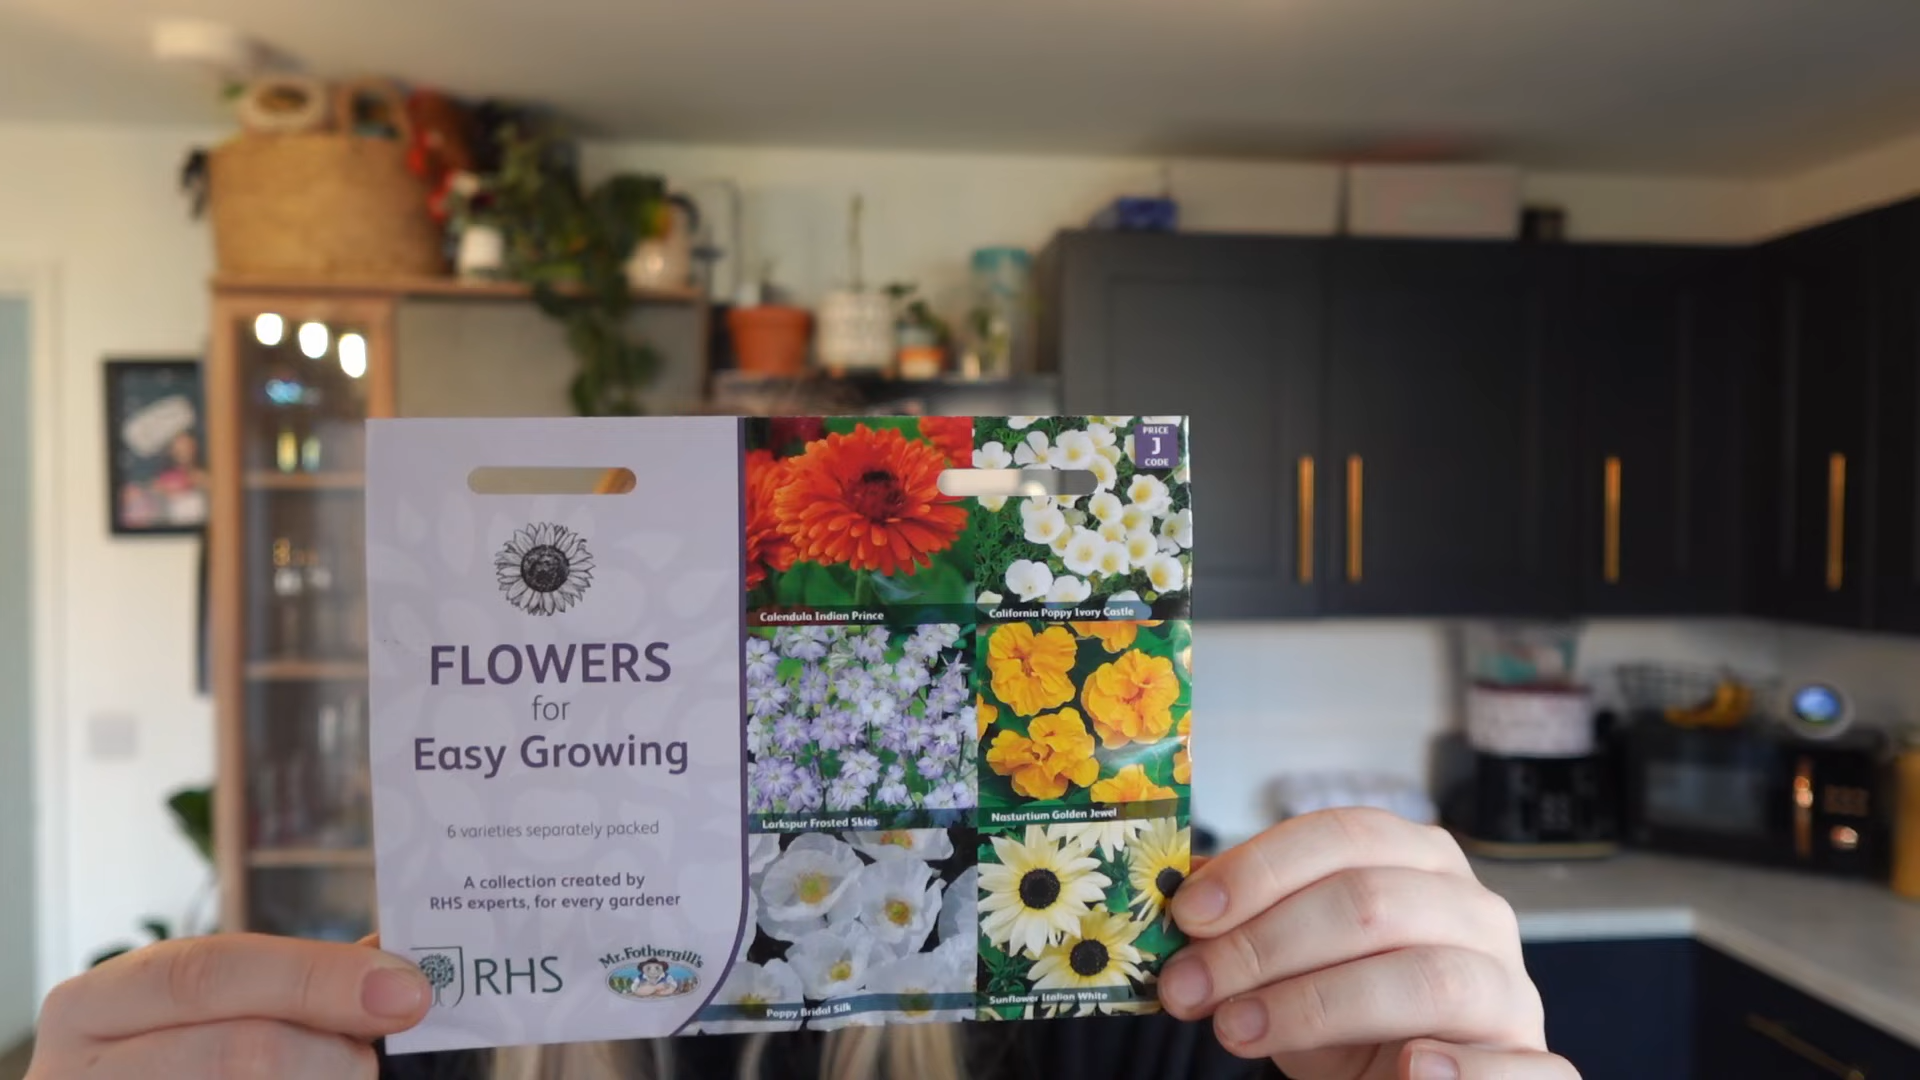 FLOWERS
for
Easy Growing
6 varieties separately packed
A collection created by
RHS experts, for every gardener
RHS
Mr.Fothergill's
PRICE
J
CODE
Calendula Indian Prince
California Poppy Ivory Castle
Larkspur Frosted Skies
Nasturtium Golden Jewel
Poppy Bridal Silk
Sunflower Italian White